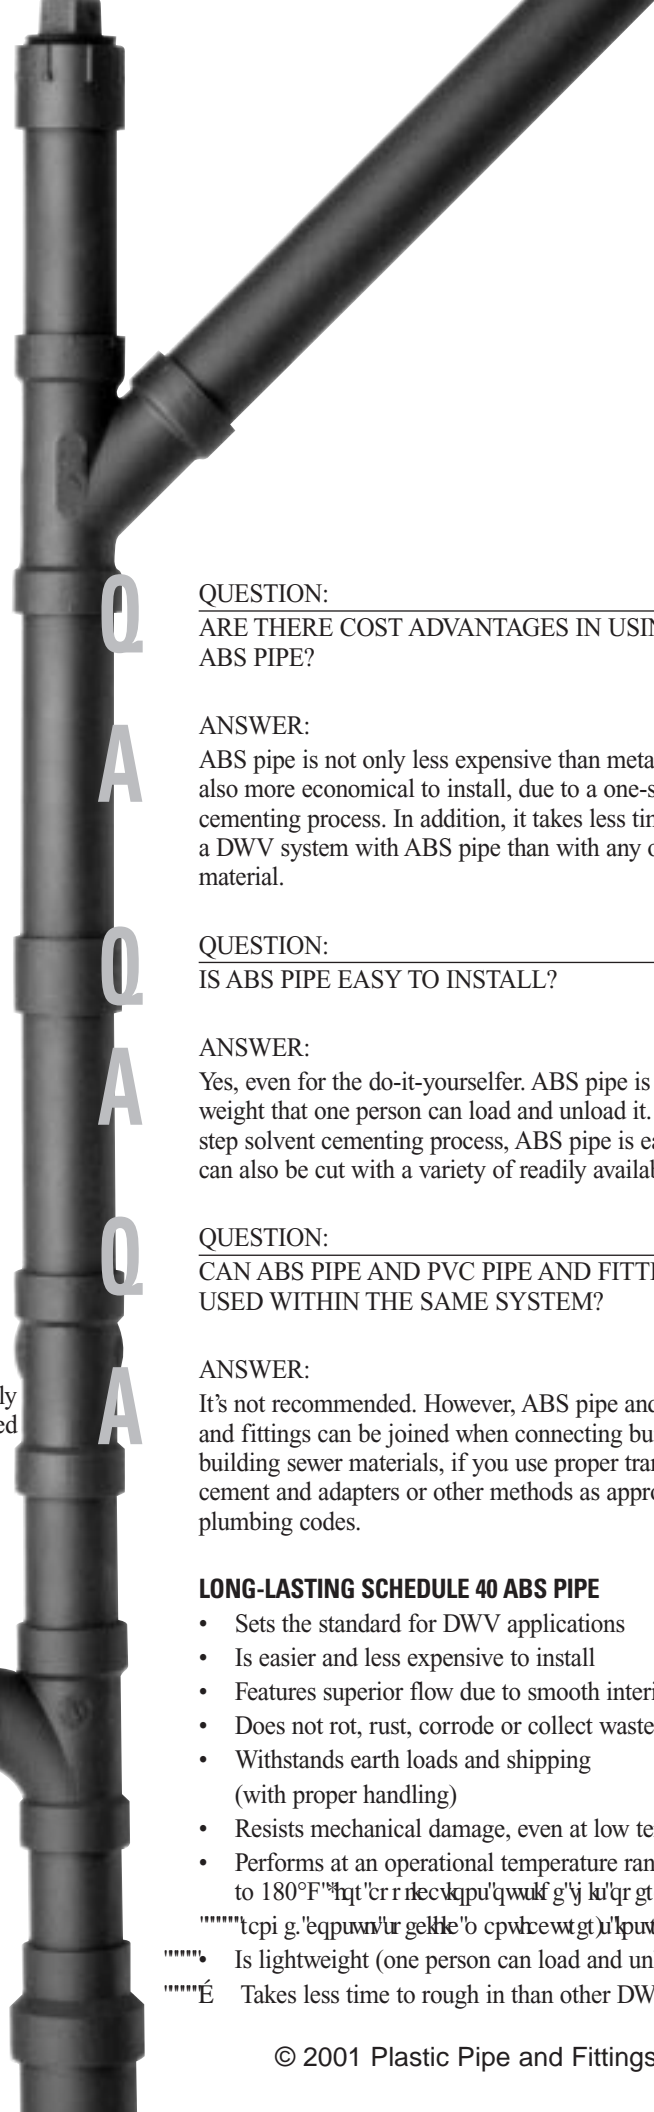 Q
QUESTION:
ARE THERE COST ADVANTAGES IN USIN
ABS PIPE?
A
ANSWER:
ABS pipe is not only less expensive than meta
also more economical to install, due to a one-s
cementing process. In addition, it takes less tim
a DWV system with ABS pipe than with any o
material.
Q
QUESTION:
IS ABS PIPE EASY TO INSTALL?
A
ANSWER:
Yes, even for the do-it-yourselfer. ABS pipe is
weight that one person can load and unload it.
step solvent cementing process, ABS pipe is ea
can also be cut with a variety of readily availab
Q
QUESTION:
CAN ABS PIPE AND PVC PIPE AND FITTI
USED WITHIN THE SAME SYSTEM?
ly
ed
A
ANSWER:
It’s not recommended. However, ABS pipe and
and fittings can be joined when connecting bu
building sewer materials, if you use proper tran
cement and adapters or other methods as appro
plumbing codes.
LONG-LASTING SCHEDULE 40 ABS PIPE
• Sets the standard for DWV applications
• Is easier and less expensive to install
• Features superior flow due to smooth interi
• Does not rot, rust, corrode or collect waste
• Withstands earth loads and shipping
(with proper handling)
• Resists mechanical damage, even at low te
• Performs at an operational temperature ran
to 180°F
• Is lightweight (one person can load and unl
É Takes less time to rough in than other DW
© 2001 Plastic Pipe and Fittings